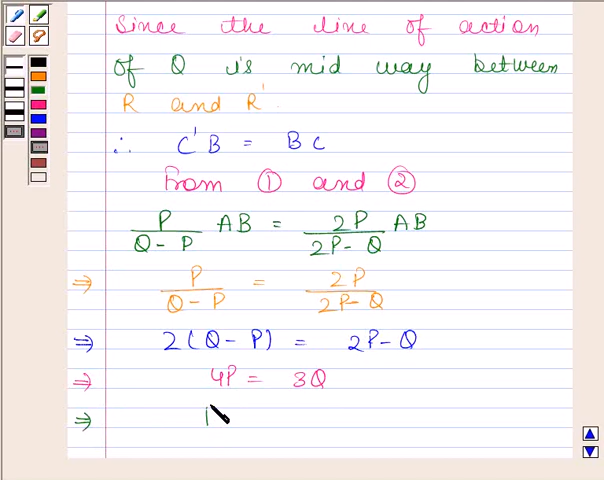 Since the line of action
of Q is mid way between
R and R'.
∴ C'B = BC
From ① and ②
P/(Q - P) AB = 2P/(2P - Q) AB
⇒ P/(Q - P) = 2P/(2P - Q)
⇒ 2(Q - P) = 2P - Q
⇒ 4P = 3Q
⇒